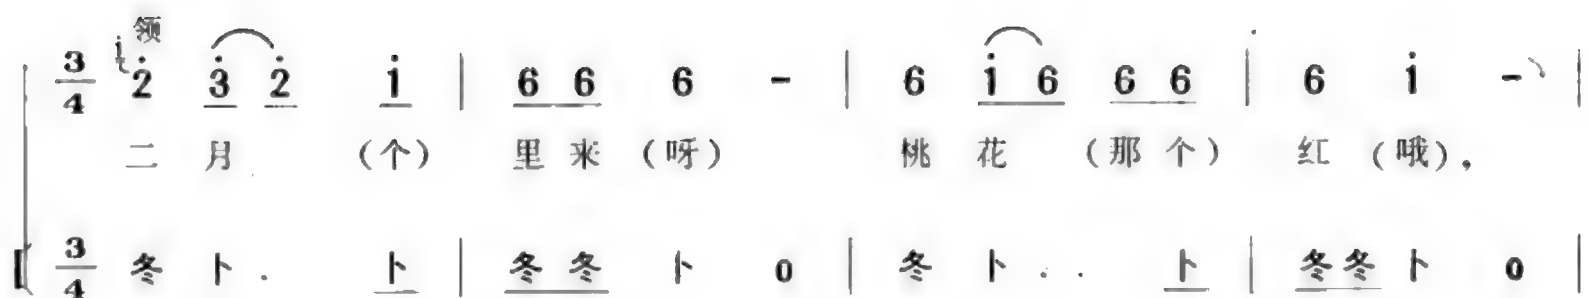 领
3/4 i 2 3 2 i | 6 6 6 - | 6 i 6 6 6 | 6 i - |
二月(个)里来(呀)桃花(那个)红(哦)。
3/4 冬卜. 卜 | 冬冬卜 0 | 冬卜.. 卜 | 冬冬卜 0 |